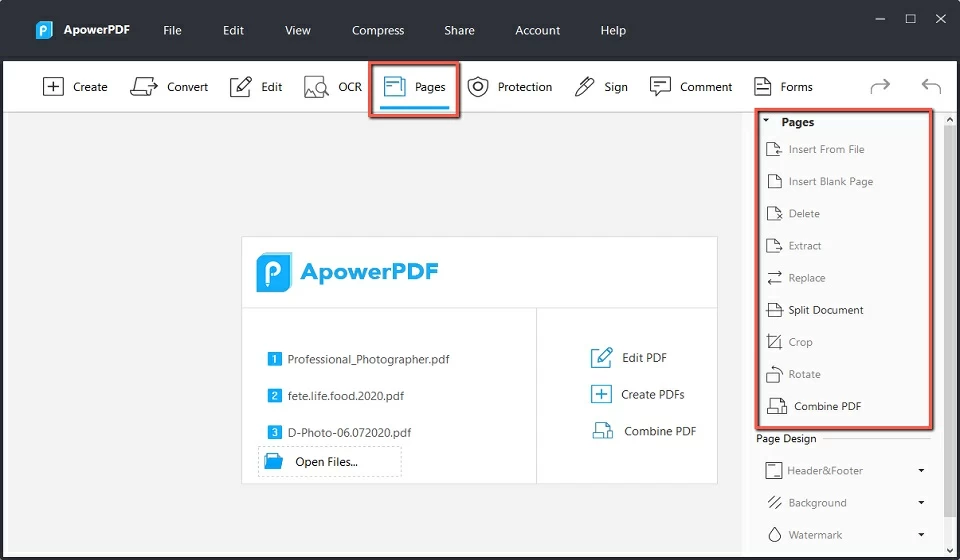 ApowerPDF File Edit View Compress Share Account Help
Create Convert Edit OCR Pages Protection Sign Comment Forms
Pages
Insert From File
Insert Blank Page
Delete
Extract
Replace
Split Document
Crop
Rotate
Combine PDF
Page Design
Header&Footer
Background
Watermark
ApowerPDF
1 Professional_Photographer.pdf
2 fete.life.food.2020.pdf
3 D-Photo-06.072020.pdf
Open Files...
Edit PDF
Create PDFs
Combine PDF